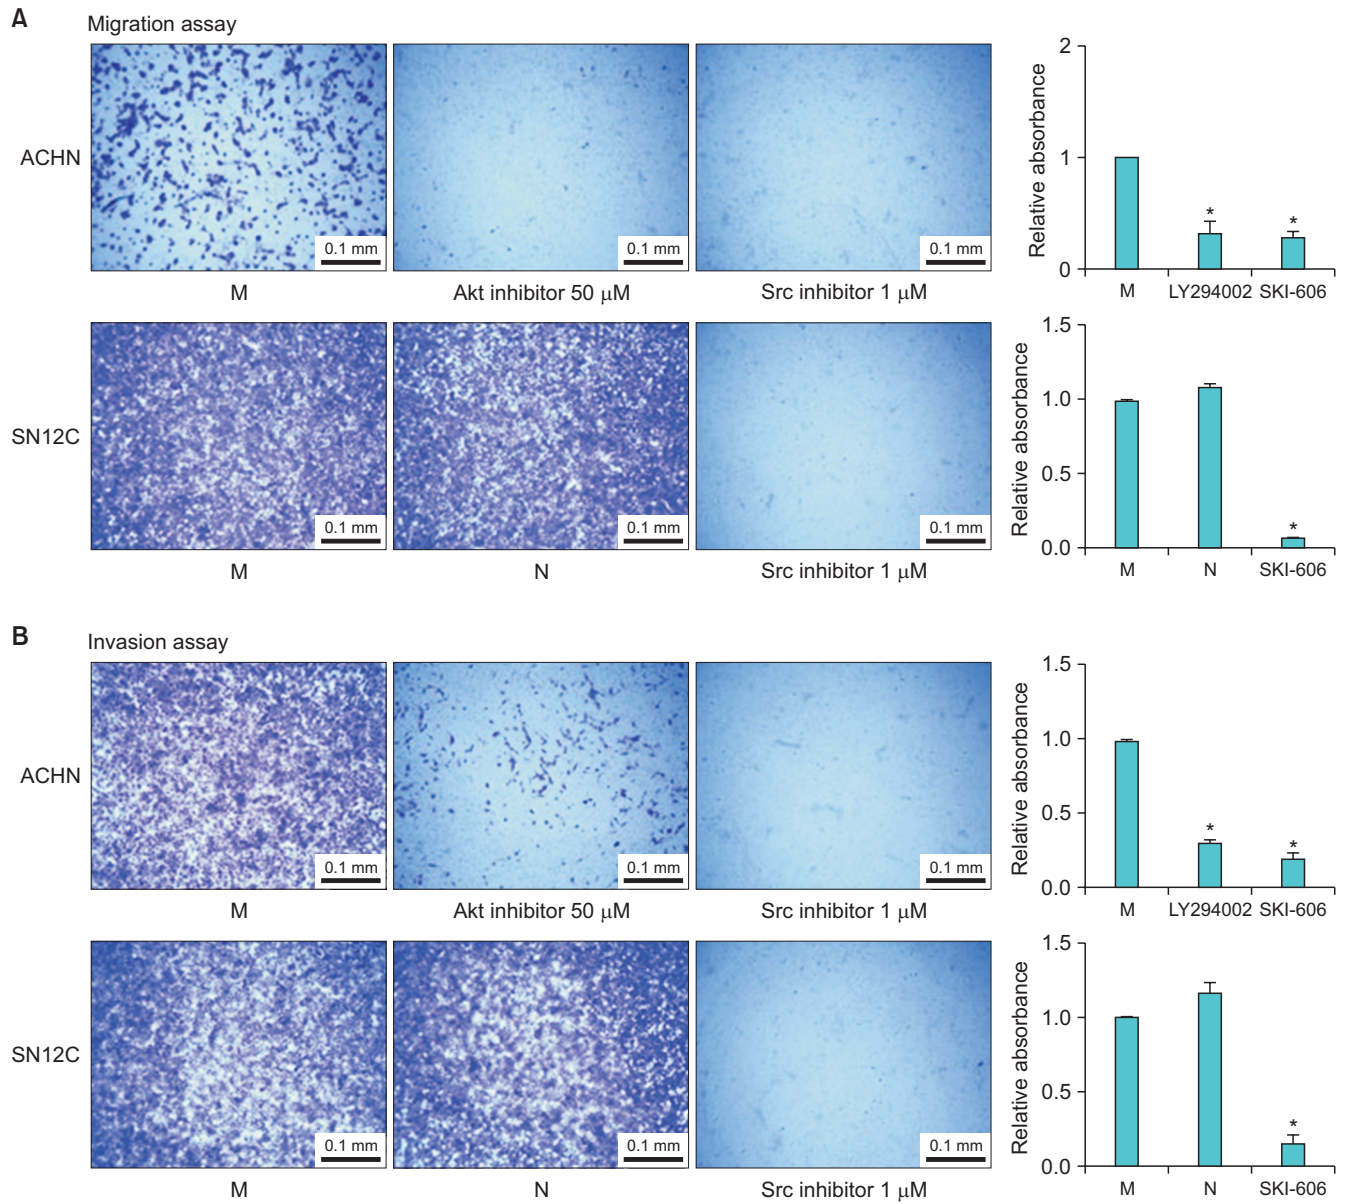 A
Migration assay
ACHN
0.1 mm
0.1 mm
0.1 mm
M
Akt inhibitor 50 μM
Src inhibitor 1 μM
Relative absorbance
2
1
0
M
LY294002
SKI-606
*
*
SN12C
0.1 mm
0.1 mm
0.1 mm
M
N
Src inhibitor 1 μM
Relative absorbance
1.5
1.0
0.5
0.0
M
N
SKI-606
*
B
Invasion assay
ACHN
0.1 mm
0.1 mm
0.1 mm
M
Akt inhibitor 50 μM
Src inhibitor 1 μM
Relative absorbance
1.5
1.0
0.5
0.0
M
LY294002
SKI-606
*
*
SN12C
0.1 mm
0.1 mm
0.1 mm
M
N
Src inhibitor 1 μM
Relative absorbance
1.5
1.0
0.5
0.0
M
N
SKI-606
*